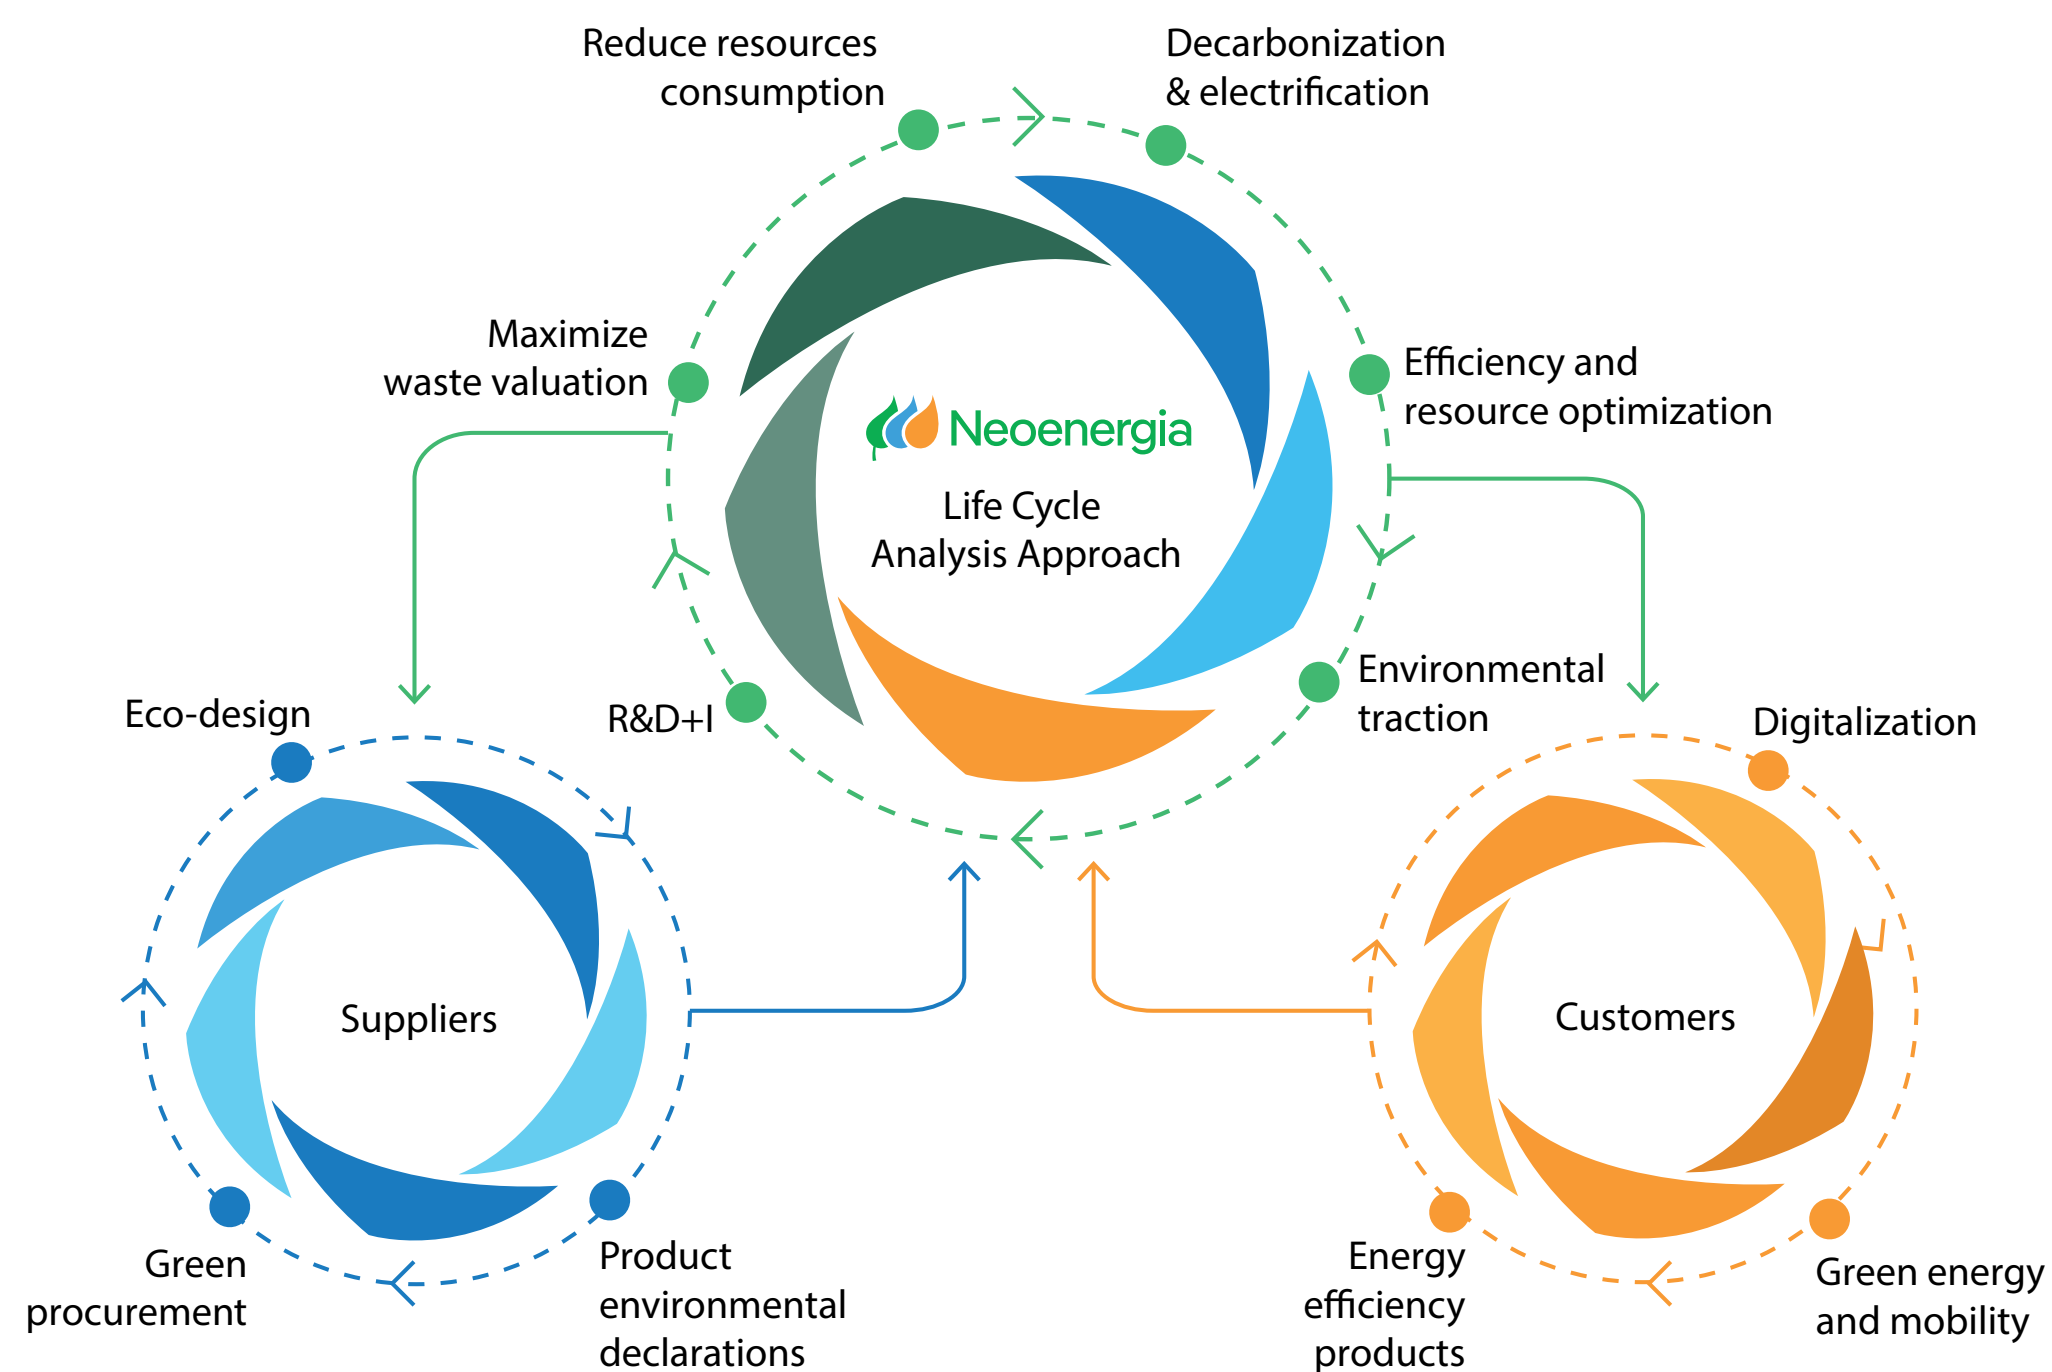 Reduce resources
consumption
Decarbonization
& electrification
Maximize
waste valuation
Efficiency and
resource optimization
Neoenergia
Life Cycle
Analysis Approach
Environmental
traction
R&D+I
Eco-design
Suppliers
Green
procurement
Product
environmental
declarations
Digitalization
Customers
Energy
efficiency
products
Green energy
and mobility